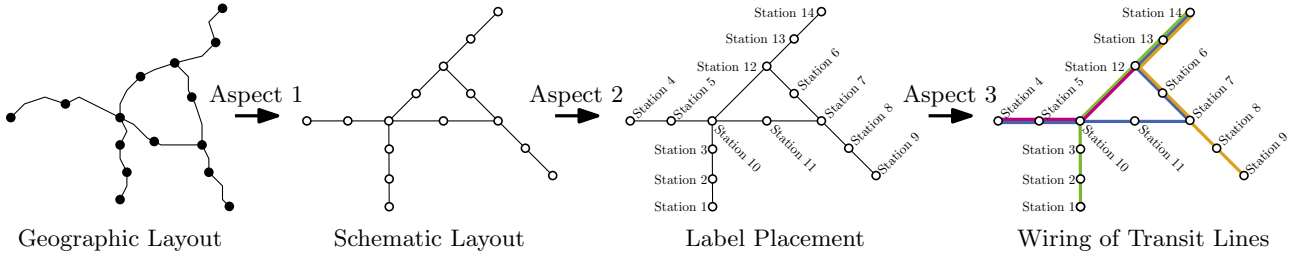 Aspect 1
Geographic Layout
Schematic Layout
Aspect 2
Station 14
Station 13
Station 12
Station 6
Station 4
Station 5
Station 7
Station 8
Station 9
Station 10
Station 11
Station 3
Station 2
Station 1
Label Placement
Aspect 3
Station 14
Station 13
Station 12
Station 6
Station 4
Station 5
Station 7
Station 8
Station 9
Station 10
Station 11
Station 3
Station 2
Station 1
Wiring of Transit Lines